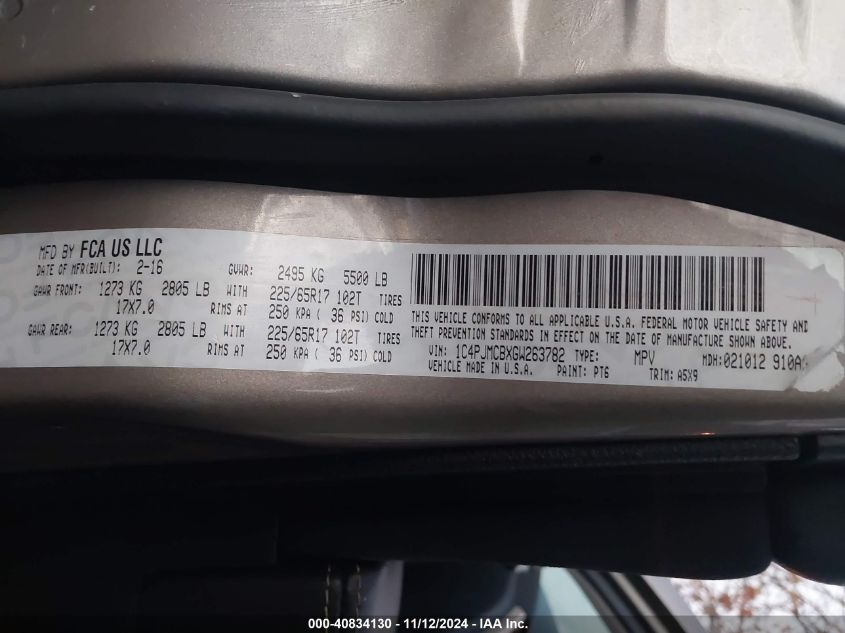 MFD BY FCA US LLC
DATE OF MFR(BUILT): 2-16 GVWR: 2495 KG 5500 LB
GAWR FRONT: 1273 KG 2805 LB WITH 225/65R17 102T TIRES
17X7.0 RIMS AT 250 KPA ( 36 PSI) COLD
GAWR REAR: 1273 KG 2805 LB WITH 225/65R17 102T TIRES
17X7.0 RIMS AT 250 KPA ( 36 PSI) COLD
THIS VEHICLE CONFORMS TO ALL APPLICABLE U.S.A. FEDERAL MOTOR VEHICLE SAFETY AND
THEFT PREVENTION STANDARDS IN EFFECT ON THE DATE OF MANUFACTURE SHOWN ABOVE.
VIN: 1C4PJMCBXGW263782 TYPE: MPV MDH:021012 910A
VEHICLE MADE IN U.S.A. PAINT: PT6 TRIM: A5X9
000-40834130 - 11/12/2024 - IAA Inc.